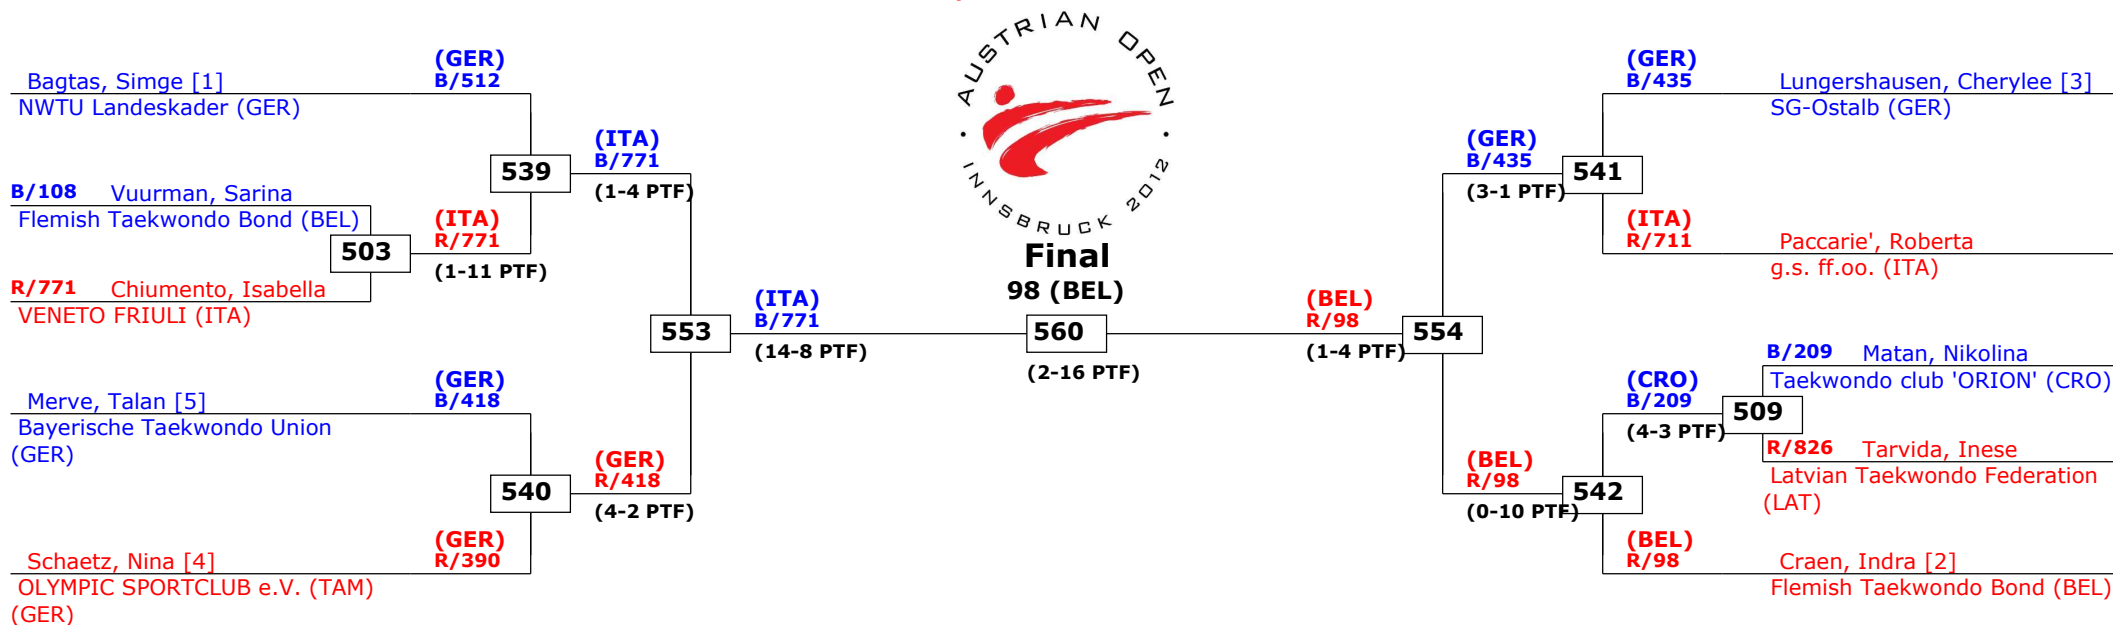 AUSTRIAN OPEN
· INNSBRUCK 2012 ·
Final
98 (BEL)
560
(2-16 PTF)
(GER)
B/512
Bagtas, Simge [1]
NWTU Landeskader (GER)
539
(ITA)
B/771
(1-4 PTF)
B/108 Vuurman, Sarina
Flemish Taekwondo Bond (BEL)
503
(ITA)
R/771
(1-11 PTF)
R/771 Chiumento, Isabella
VENETO FRIULI (ITA)
553
(ITA)
B/771
(14-8 PTF)
(GER)
B/418
Merve, Talan [5]
Bayerische Taekwondo Union
(GER)
540
(GER)
R/418
(4-2 PTF)
(GER)
R/390
Schaetz, Nina [4]
OLYMPIC SPORTCLUB e.V. (TAM)
(GER)
(GER)
B/435
Lungershausen, Cherylee [3]
SG-Ostalb (GER)
(GER)
B/435
(3-1 PTF)
541
(ITA)
R/711
Paccarie', Roberta
g.s. ff.oo. (ITA)
(BEL)
R/98
(1-4 PTF)
554
B/209 Matan, Nikolina
Taekwondo club 'ORION' (CRO)
(CRO)
B/209
(4-3 PTF)
509
R/826 Tarvida, Inese
Latvian Taekwondo Federation
(LAT)
(BEL)
R/98
(0-10 PTF)
542
(BEL)
R/98
Craen, Indra [2]
Flemish Taekwondo Bond (BEL)